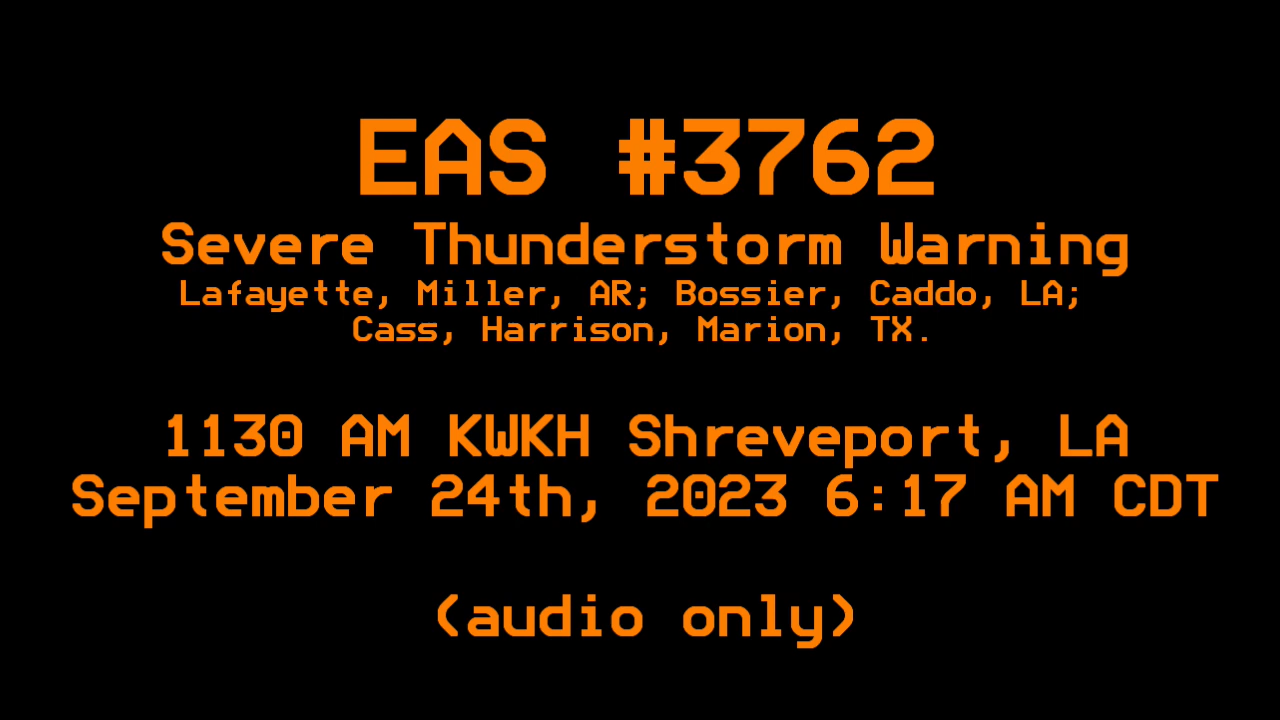 EAS #3762
Severe Thunderstorm Warning
Lafayette, Miller, AR; Bossier, Caddo, LA;
Cass, Harrison, Marion, TX.
1130 AM KWKH Shreveport, LA
September 24th, 2023 6:17 AM CDT
(audio only)